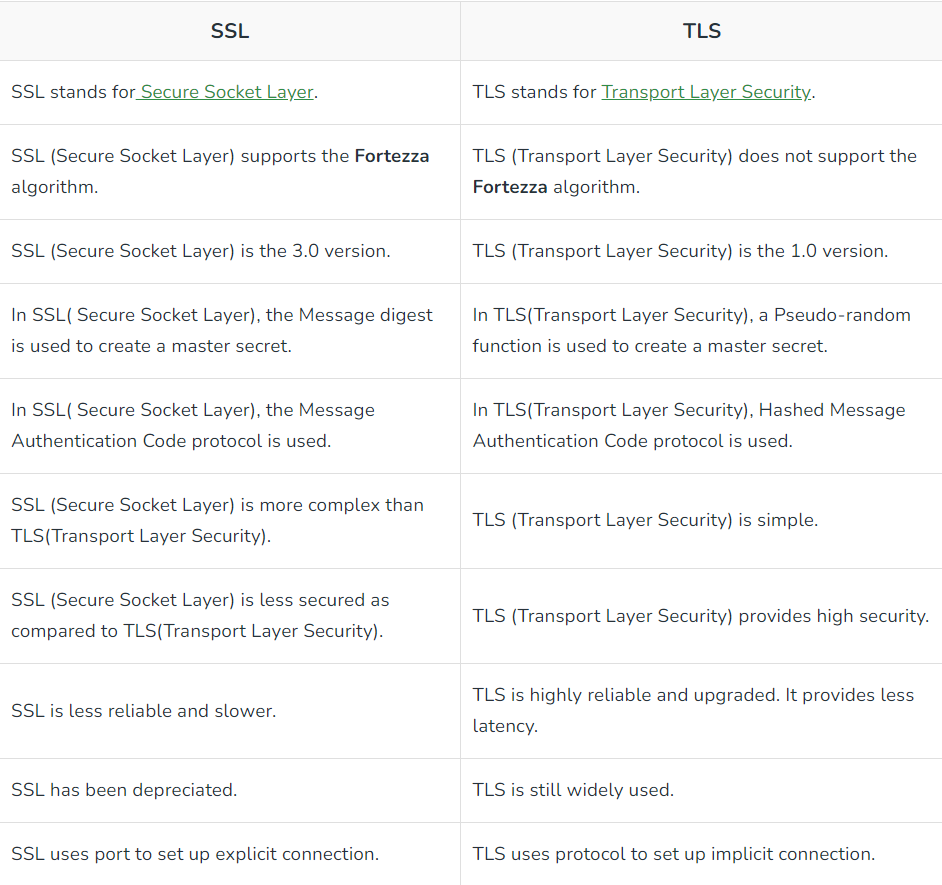 SSL
TLS
SSL stands for Secure Socket Layer.
TLS stands for Transport Layer Security.
SSL (Secure Socket Layer) supports the Fortezza
algorithm.
TLS (Transport Layer Security) does not support the
Fortezza algorithm.
SSL (Secure Socket Layer) is the 3.0 version.
TLS (Transport Layer Security) is the 1.0 version.
In SSL( Secure Socket Layer), the Message digest
is used to create a master secret.
In TLS(Transport Layer Security), a Pseudo-random
function is used to create a master secret.
In SSL( Secure Socket Layer), the Message
Authentication Code protocol is used.
In TLS(Transport Layer Security), Hashed Message
Authentication Code protocol is used.
SSL (Secure Socket Layer) is more complex than
TLS(Transport Layer Security).
TLS (Transport Layer Security) is simple.
SSL (Secure Socket Layer) is less secured as
compared to TLS(Transport Layer Security).
TLS (Transport Layer Security) provides high security.
SSL is less reliable and slower.
TLS is highly reliable and upgraded. It provides less
latency.
SSL has been depreciated.
TLS is still widely used.
SSL uses port to set up explicit connection.
TLS uses protocol to set up implicit connection.